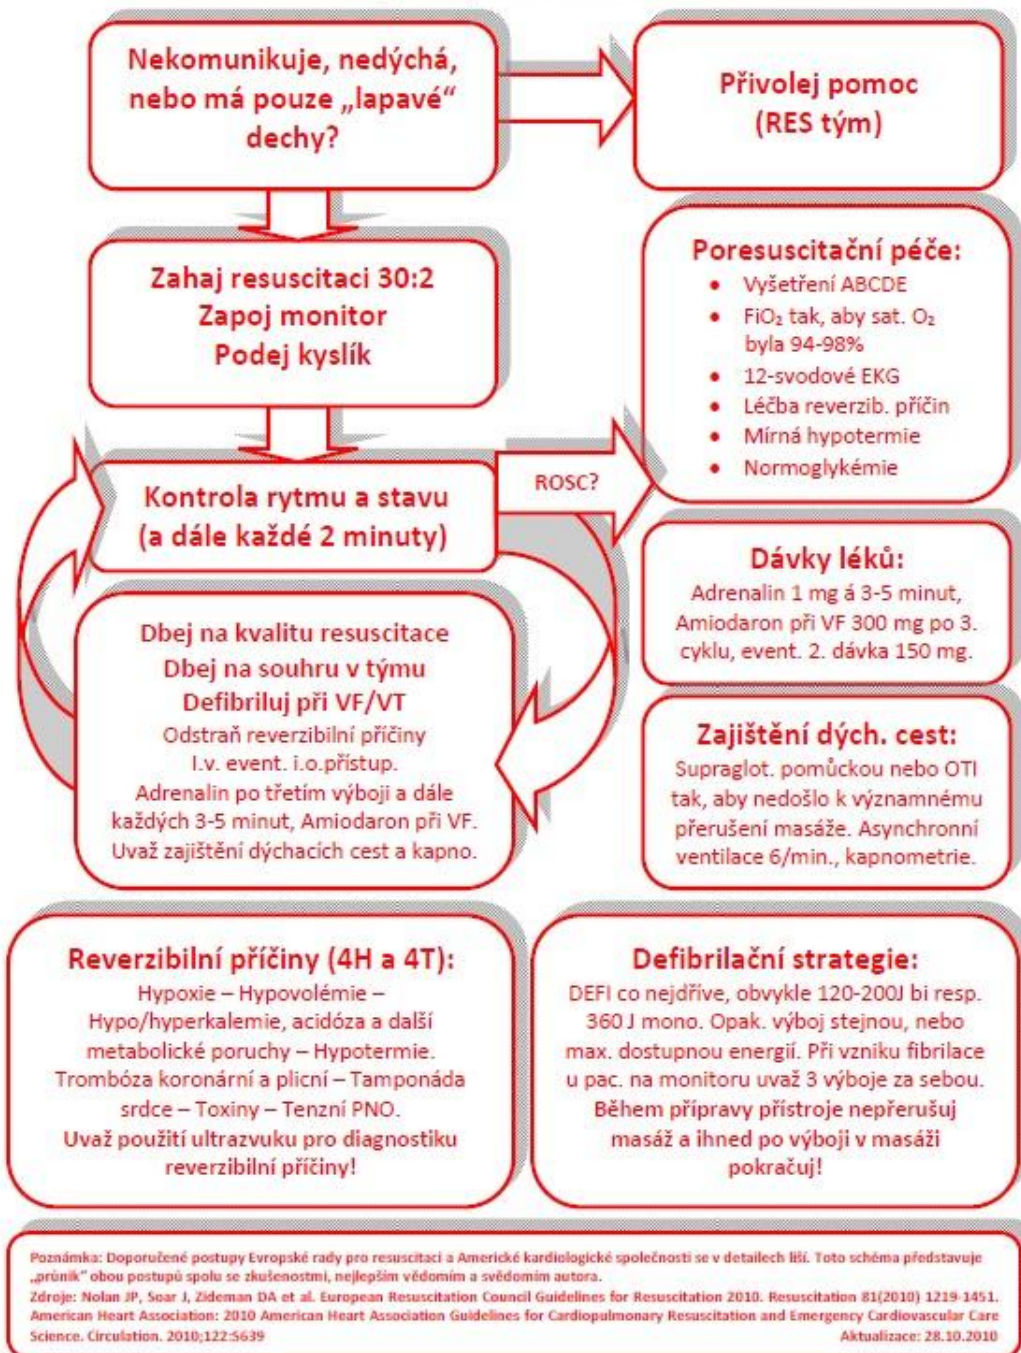 Nekomunikuje, nedýchá,
nebo má pouze „lapavé“
dechy?
Přivolej pomoc
(RES tým)
Zahaj resuscitaci 30:2
Zapoj monitor
Podej kyslík
Poresuscitační péče:
• Vyšetření ABCDE
• FiO₂ tak, aby sat. O₂
byla 94-98%
• 12-svodové EKG
• Léčba reverzib. příčin
• Mírná hypotermie
• Normoglykémie
Kontrola rytmu a stavu
(a dále každé 2 minuty)
ROSC?
Dávky léků:
Adrenalin 1 mg á 3-5 minut,
Amiodaron při VF 300 mg po 3.
cyklu, event. 2. dávka 150 mg.
Dbej na kvalitu resuscitace
Dbej na souhru v týmu
Defibriluj při VF/VT
Odstraň reverzibilní příčiny
I.v. event. i.o.přístup.
Adrenalin po třetím výboji a dále
každých 3-5 minut, Amiodaron při VF.
Uvaž zajištění dýchacích cest a kapno.
Zajištění dých. cest:
Supraglot. pomůckou nebo OTI
tak, aby nedošlo k významnému
přerušení masáže. Asynchronní
ventilace 6/min., kapnometrie.
Reverzibilní příčiny (4H a 4T):
Hypoxie – Hypovolémie –
Hypo/hyperkalemie, acidóza a další
metabolické poruchy – Hypotermie.
Trombóza koronární a plicní – Tamponáda
srdce – Toxiny – Tenzní PNO.
Uvaž použití ultrazvuku pro diagnostiku
reverzibilní příčiny!
Defibrilační strategie:
DEFI co nejdříve, obvykle 120-200J bi resp.
360 J mono. Opak. výboj stejnou, nebo
max. dostupnou energií. Při vzniku fibrilace
u pac. na monitoru uvaž 3 výboje za sebou.
Během přípravy přístroje nepřerušuj
masáž a ihned po výboji v masáži
pokračuj!
Poznámka: Doporučené postupy Evropské rady pro resuscitaci a Americké kardiologické společnosti se v detailech liší. Toto schéma představuje
„průnik“ obou postupů spolu se zkušenostmi, nejlepším vědomím a svědomím autora.
Zdroje: Nolan JP, Soar J, Zideman DA et al. European Resuscitation Council Guidelines for Resuscitation 2010. Resuscitation 81(2010) 1219-1451.
American Heart Association: 2010 American Heart Association Guidelines for Cardiopulmonary Resuscitation and Emergency Cardiovascular Care
Science. Circulation. 2010;122:S639 Aktualizace: 28.10.2010